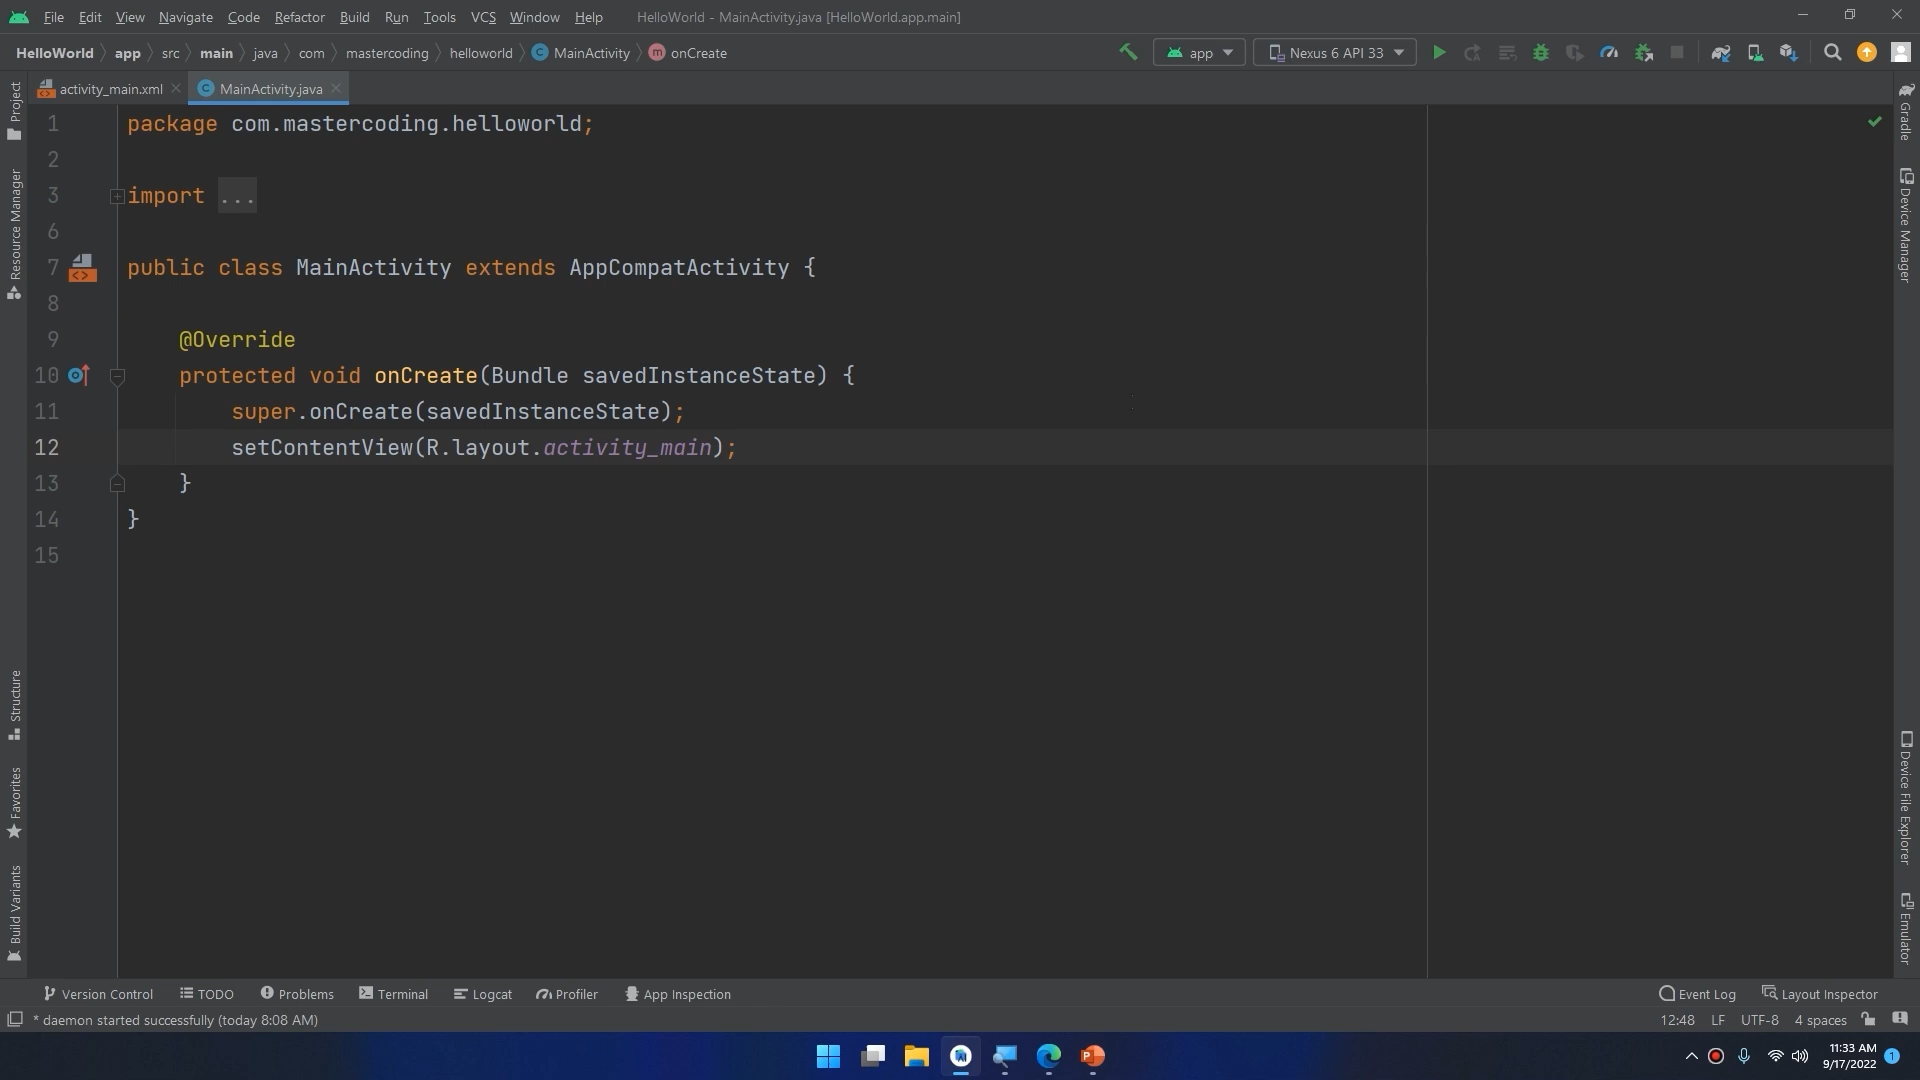 File Edit View Navigate Code Refactor Build Run Tools VCS Window Help HelloWorld - MainActivity.java [HelloWorld.app.main]
HelloWorld app src main java com mastercoding helloworld MainActivity onCreate app Nexus 6 API 33
activity_main.xml MainActivity.java
Project
Resource Manager
Structure
Favorites
Build Variants
1 package com.mastercoding.helloworld;
2
3 import ...
6
7 public class MainActivity extends AppCompatActivity {
8
9 @Override
10 protected void onCreate(Bundle savedInstanceState) {
11 super.onCreate(savedInstanceState);
12 setContentView(R.layout.activity_main);
13 }
14 }
15
Gradle
Device Manager
Device File Explorer
Emulator
Version Control TODO Problems Terminal Logcat Profiler App Inspection Event Log Layout Inspector
* daemon started successfully (today 8:08 AM) 12:48 LF UTF-8 4 spaces
11:33 AM
9/17/2022
1